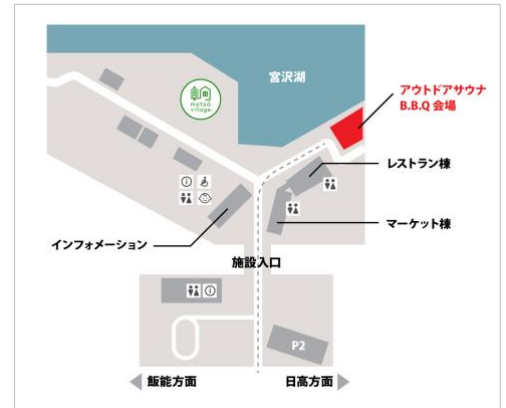 宮沢湖
metsä
village
アウトドアサウナ
B.B.Q 会場
レストラン棟
マーケット棟
インフォメーション
施設入口
P2
飯能方面
日高方面